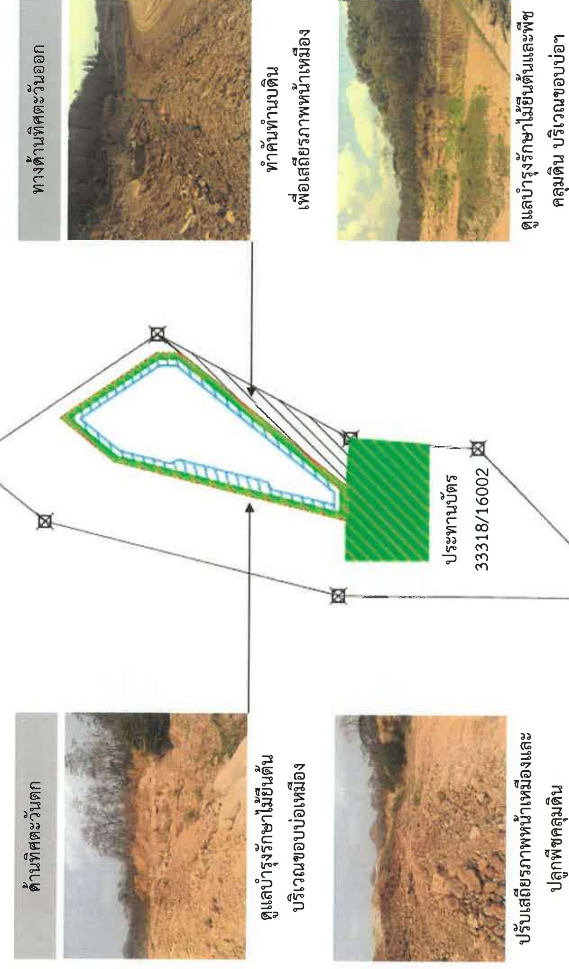 ด้านทิศตะวันตก
ดูแลบำรุงรักษาไม้ยืนต้น
บริเวณขอบบ่อเหมือง
ปรับเสถียรภาพหน้าเหมืองและ
ปลูกพืชคลุมดิน
ประทานบัตร
33318/16002
ทางด้านทิศตะวันออก
ทำคันทำนบดิน
เพื่อเสถียรภาพหน้าเหมือง
ดูแลบำรุงรักษาไม้ยืนต้นและพืช
คลุมดิน บริเวณขอบบ่อฯ